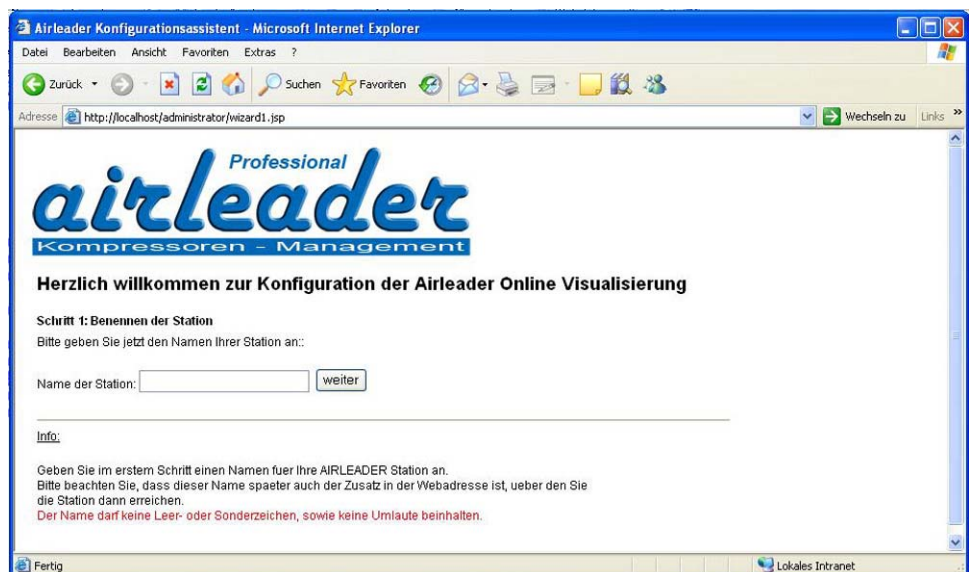 Airleader Konfigurationsassistent - Microsoft Internet Explorer
Datei Bearbeiten Ansicht Favoriten Extras ?
Zurück Suchen Favoriten
Adresse http://localhost/administrator/wizard1.jsp Wechseln zu Links »
Professional
airleader
Kompressoren - Management
Herzlich willkommen zur Konfiguration der Airleader Online Visualisierung
Schritt 1: Benennen der Station
Bitte geben Sie jetzt den Namen Ihrer Station an::
Name der Station: weiter
Info:
Geben Sie im erstem Schritt einen Namen fuer Ihre AIRLEADER Station an.
Bitte beachten Sie, dass dieser Name spaeter auch der Zusatz in der Webadresse ist, ueber den Sie
die Station dann erreichen.
Der Name darf keine Leer- oder Sonderzeichen, sowie keine Umlaute beinhalten.
Fertig Lokales Intranet